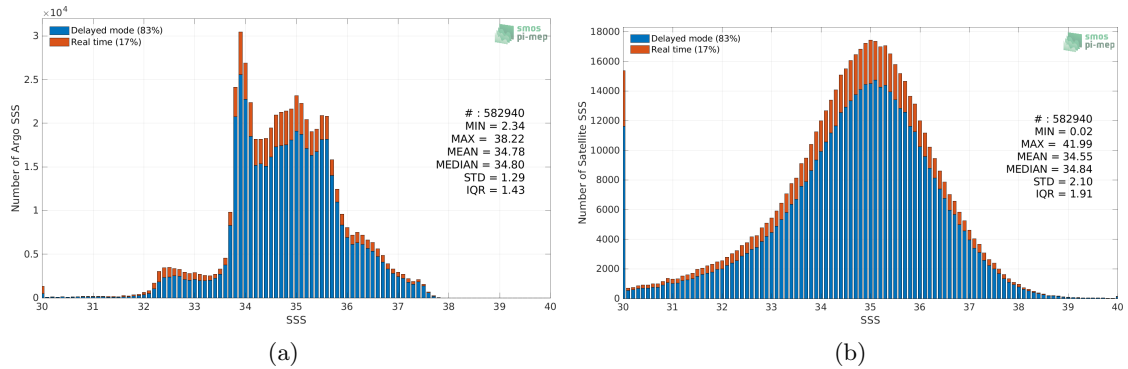 ×10⁴
Delayed mode (83%)
Real time (17%)
smos
pi-mep
# : 582940
MIN = 2.34
MAX = 38.22
MEAN = 34.78
MEDIAN = 34.80
STD = 1.29
IQR = 1.43
Number of Argo SSS
3
2.5
2
1.5
1
0.5
0
30 31 32 33 34 35 36 37 38 39 40
SSS
(a)
Delayed mode (83%)
Real time (17%)
smos
pi-mep
# : 582940
MIN = 0.02
MAX = 41.99
MEAN = 34.55
MEDIAN = 34.84
STD = 2.10
IQR = 1.91
Number of Satellite SSS
18000
16000
14000
12000
10000
8000
6000
4000
2000
0
30 31 32 33 34 35 36 37 38 39 40
SSS
(b)